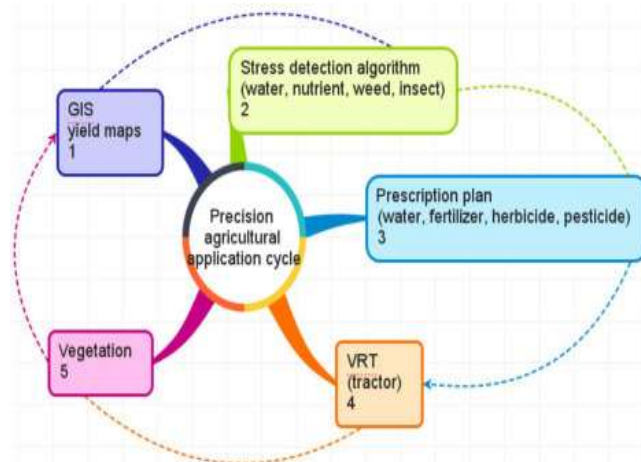 GIS
yield maps
1
Stress detection algorithm
(water, nutrient, weed, insect)
2
Prescription plan
(water, fertilizer, herbicide, pesticide)
3
Precision
agricultural
application cycle
Vegetation
5
VRT
(tractor)
4